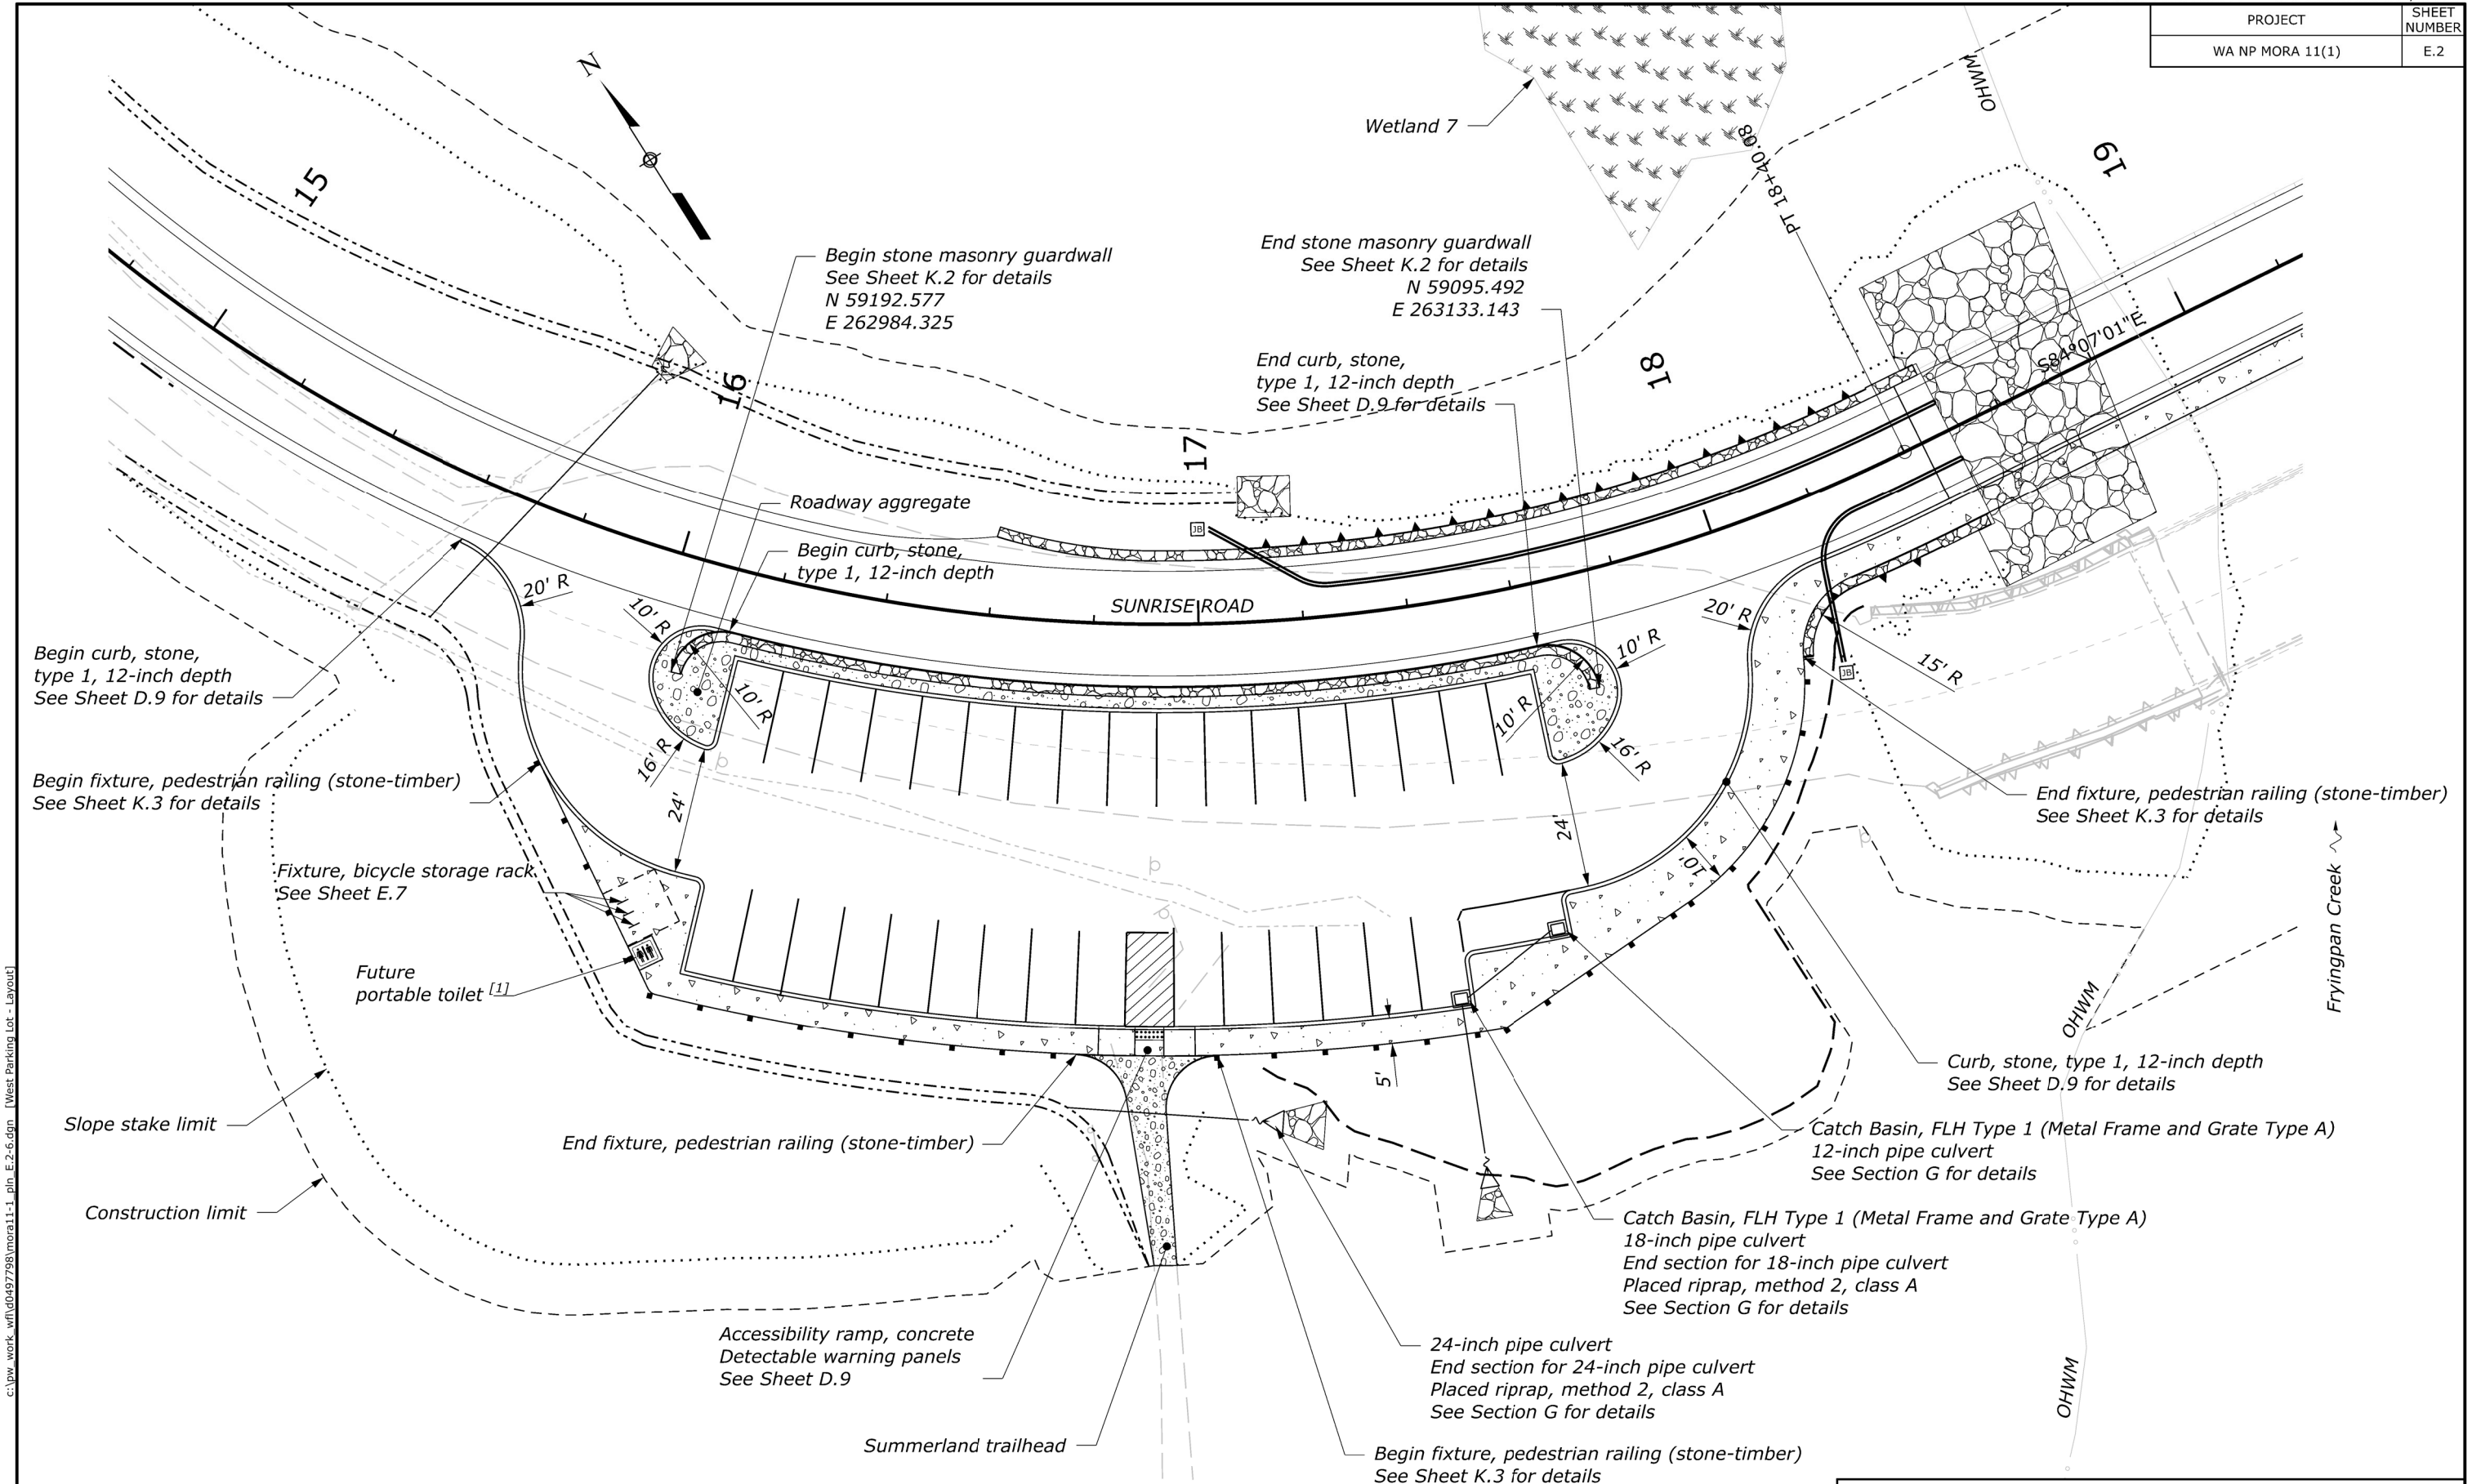 PROJECT
SHEET
NUMBER
WA NP MORA 11(1)
E.2
N
15
16
17
18
19
Wetland 7
OHWM
PT 18+40.08
S84°07'01"E
Begin stone masonry guardwall
See Sheet K.2 for details
N 59192.577
E 262984.325
End stone masonry guardwall
See Sheet K.2 for details
N 59095.492
E 263133.143
End curb, stone,
type 1, 12-inch depth
See Sheet D.9 for details
Roadway aggregate
Begin curb, stone,
type 1, 12-inch depth
JB
SUNRISE ROAD
20' R
10' R
10' R
16' R
24'
20' R
10' R
10' R
16' R
24'
15' R
JB
10'
5'
Begin curb, stone,
type 1, 12-inch depth
See Sheet D.9 for details
Begin fixture, pedestrian railing (stone-timber)
See Sheet K.3 for details
Fixture, bicycle storage rack
See Sheet E.7
Future
portable toilet [1]
End fixture, pedestrian railing (stone-timber)
See Sheet K.3 for details
Fryingpan Creek
OHWM
Curb, stone, type 1, 12-inch depth
See Sheet D.9 for details
Catch Basin, FLH Type 1 (Metal Frame and Grate Type A)
12-inch pipe culvert
See Section G for details
Catch Basin, FLH Type 1 (Metal Frame and Grate Type A)
18-inch pipe culvert
End section for 18-inch pipe culvert
Placed riprap, method 2, class A
See Section G for details
Slope stake limit
End fixture, pedestrian railing (stone-timber)
Construction limit
Accessibility ramp, concrete
Detectable warning panels
See Sheet D.9
24-inch pipe culvert
End section for 24-inch pipe culvert
Placed riprap, method 2, class A
See Section G for details
OHWM
Summerland trailhead
Begin fixture, pedestrian railing (stone-timber)
See Sheet K.3 for details
c:\pw_work_wfl\d0497798\mora11-1_pln_E.2-6.dgn [West Parking Lot - Layout]